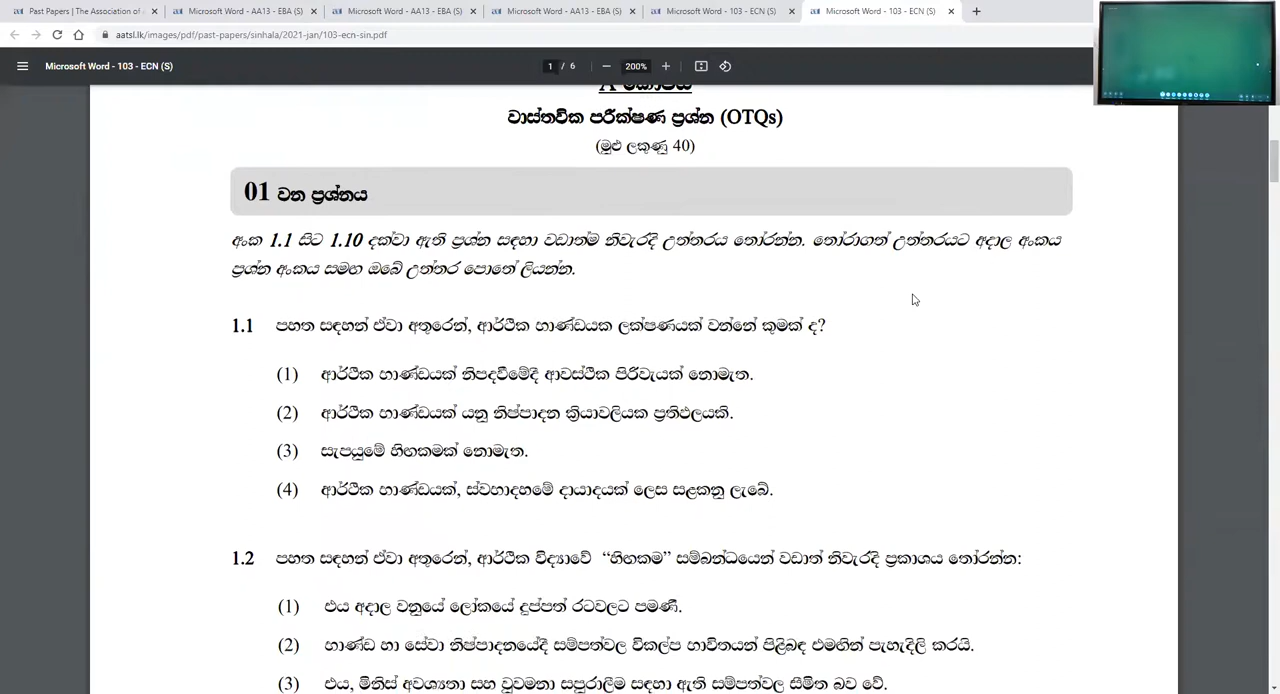 Past Papers | The Association of A
Microsoft Word - AA13 - EBA (S)
Microsoft Word - AA13 - EBA (S)
Microsoft Word - AA13 - EBA (S)
Microsoft Word - 103 - ECN (S)
Microsoft Word - 103 - ECN (S)
aatsl.lk/images/pdf/past-papers/sinhala/2021-jan/103-ecn-sin.pdf
Microsoft Word - 103 - ECN (S)
1 / 6
200%
A කොටස
වාස්තවික පරීක්ෂණ ප්‍රශ්න (OTQs)
(මුළු ලකුණු 40)
01 වන ප්‍රශ්නය
අංක 1.1 සිට 1.10 දක්වා ඇති ප්‍රශ්න සඳහා වඩාත්ම නිවැරදි උත්තරය තෝරන්න. තෝරාගත් උත්තරයට අදාල අංකය
ප්‍රශ්න අංකය සමඟ ඔබේ උත්තර පොතේ ලියන්න.
1.1 පහත සඳහන් ඒවා අතුරෙන්, ආර්ථික භාණ්ඩයක ලක්ෂණයක් වන්නේ කුමක් ද?
(1) ආර්ථික භාණ්ඩයක් නිපදවීමේදී ආවස්ථික පිරිවැයක් නොමැත.
(2) ආර්ථික භාණ්ඩයක් යනු නිෂ්පාදන ක්‍රියාවලියක ප්‍රතිඵලයකි.
(3) සැපයුමේ හිඟකමක් නොමැත.
(4) ආර්ථික භාණ්ඩයක්, ස්වභාදහමේ දායාදයක් ලෙස සළකනු ලැබේ.
1.2 පහත සඳහන් ඒවා අතුරෙන්, ආර්ථික විද්‍යාවේ “හිඟකම” සම්බන්ධයෙන් වඩාත් නිවැරදි ප්‍රකාශය තෝරන්න:
(1) එය අදාල වනුයේ ලෝකයේ දුප්පත් රටවලට පමණි.
(2) භාණ්ඩ හා සේවා නිෂ්පාදනයේදී සම්පත්වල විකල්ප භාවිතයන් පිළිබඳ එමඟින් පැහැදිලි කරයි.
(3) එය, මිනිස් අවශ්‍යතා සහ වුවමනා සපුරාලීම සඳහා ඇති සම්පත්වල සීමිත බව වේ.